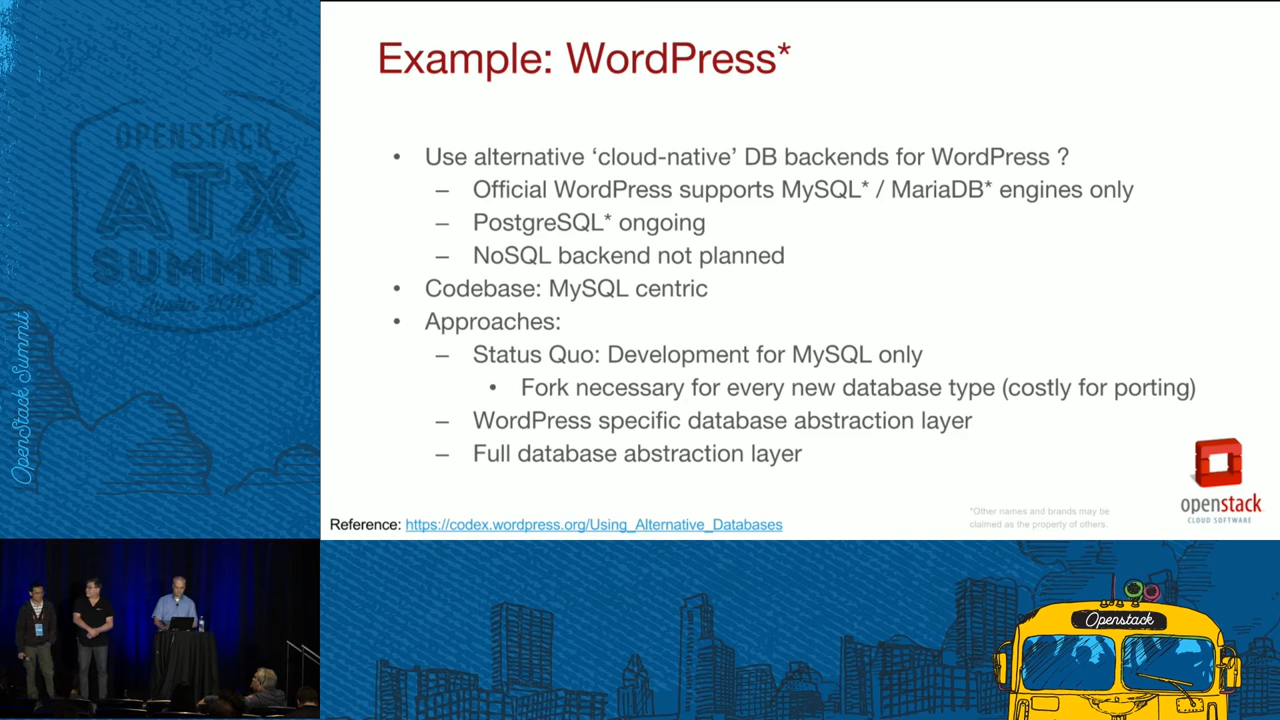 Example: WordPress*
• Use alternative ‘cloud-native’ DB backends for WordPress ?
– Official WordPress supports MySQL* / MariaDB* engines only
– PostgreSQL* ongoing
– NoSQL backend not planned
• Codebase: MySQL centric
• Approaches:
– Status Quo: Development for MySQL only
• Fork necessary for every new database type (costly for porting)
– WordPress specific database abstraction layer
– Full database abstraction layer
Reference: https://codex.wordpress.org/Using_Alternative_Databases
*Other names and brands may be
claimed as the property of others.
openstack
CLOUD SOFTWARE
OPENSTACK
ATX
SUMMIT
Austin 2016
OpenStack Summit
Openstack